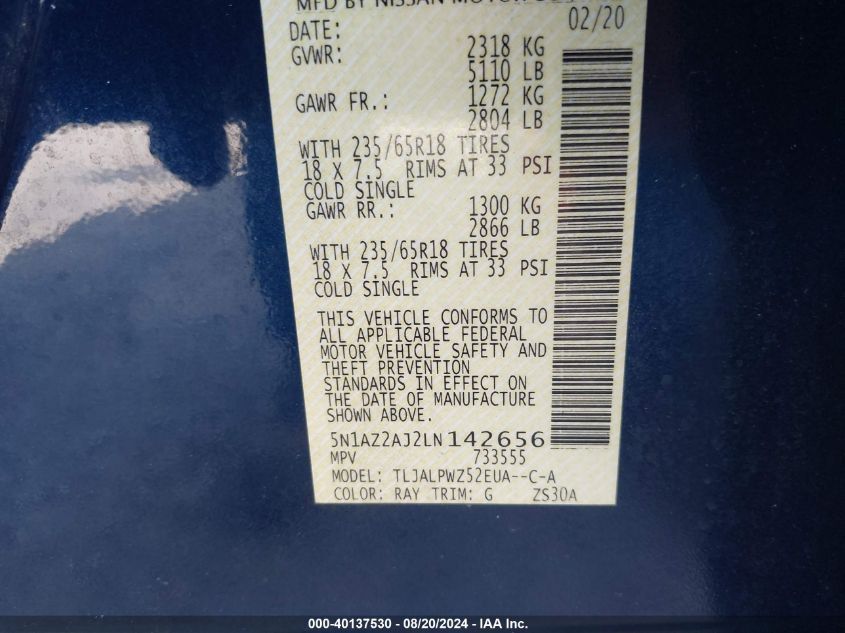 MFD BY NISSAN MOTOR
DATE: 02/20
GVWR: 2318 KG
5110 LB
GAWR FR.: 1272 KG
2804 LB
WITH 235/65R18 TIRES
18 X 7.5 RIMS AT 33 PSI
COLD SINGLE
GAWR RR.: 1300 KG
2866 LB
WITH 235/65R18 TIRES
18 X 7.5 RIMS AT 33 PSI
COLD SINGLE
THIS VEHICLE CONFORMS TO
ALL APPLICABLE FEDERAL
MOTOR VEHICLE SAFETY AND
THEFT PREVENTION
STANDARDS IN EFFECT ON
THE DATE OF MANUFACTURE
SHOWN ABOVE.
5N1AZ2AJ2LN142656
MPV 733555
MODEL: TLJALPWZ52EUA--C-A
COLOR: RAY TRIM: G ZS30A
000-40137530 - 08/20/2024 - IAA Inc.